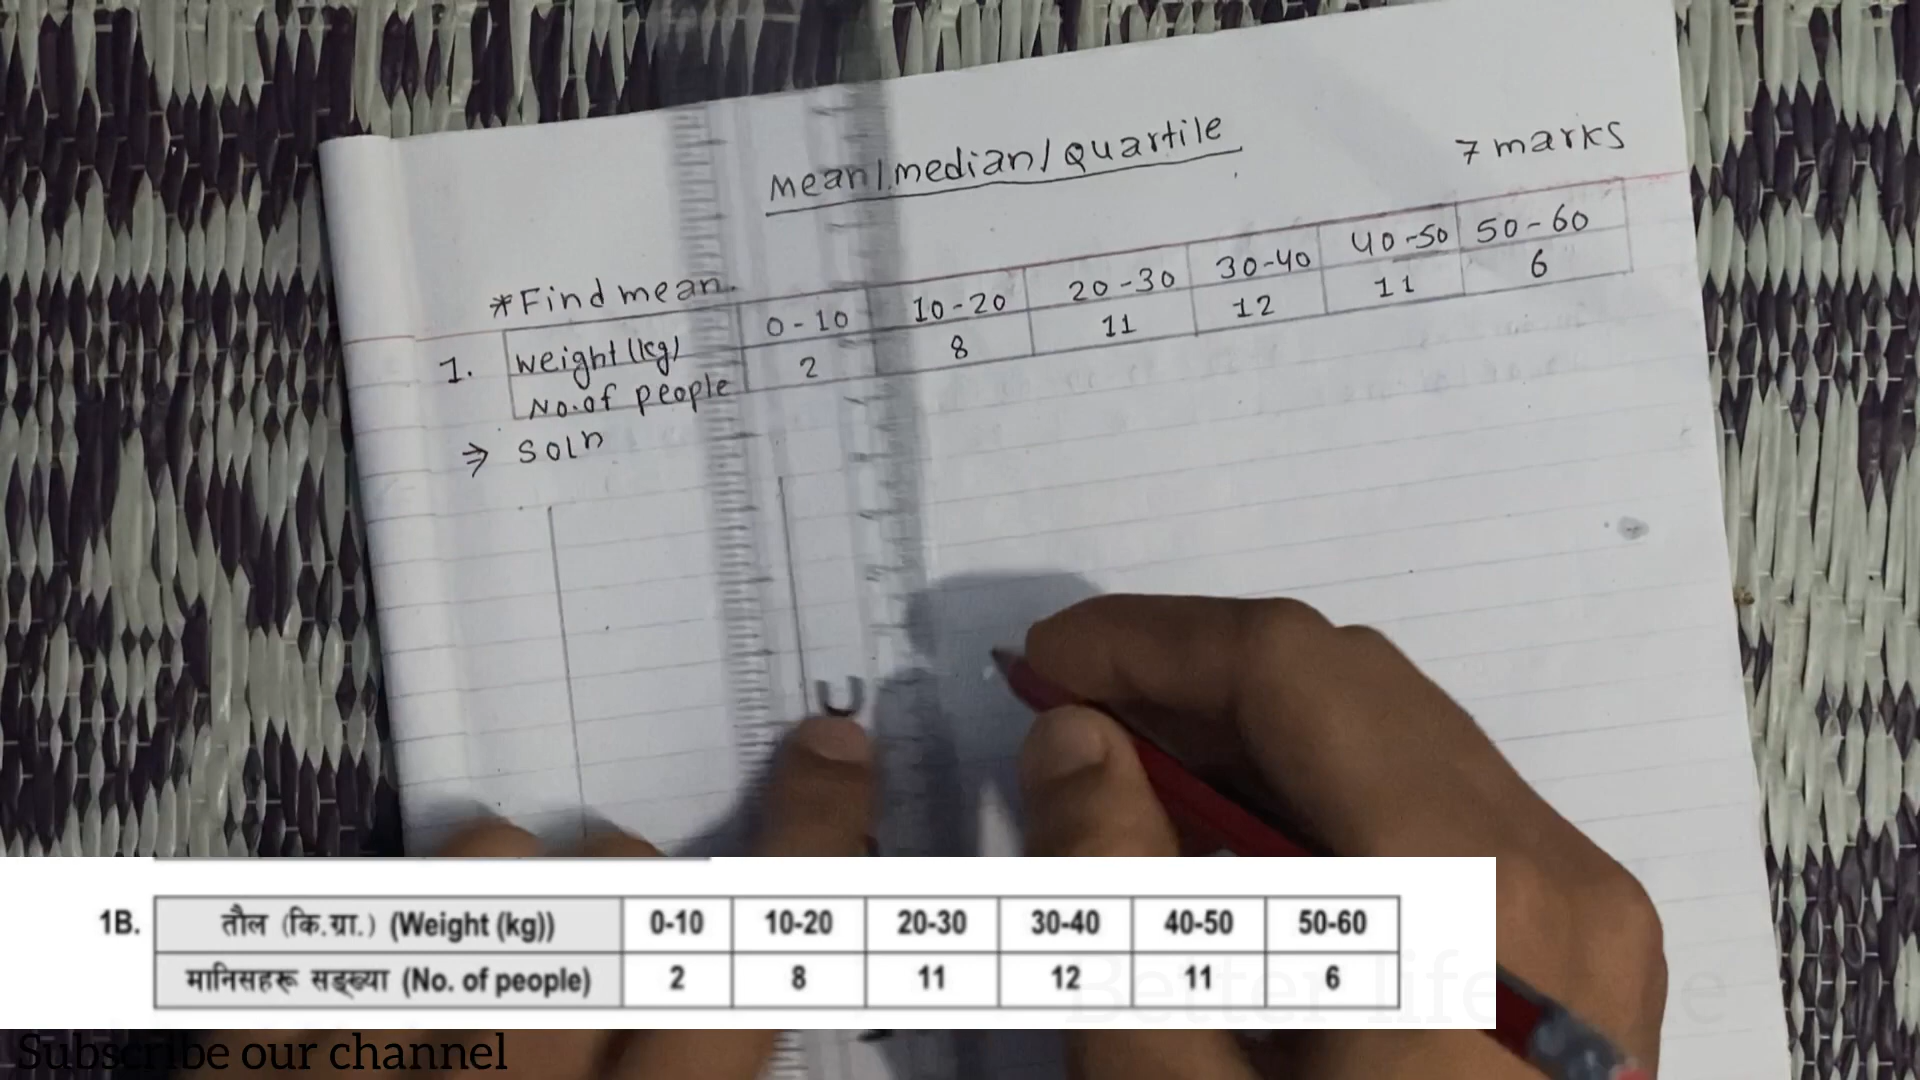 Mean/median/Quartile
7 marks
*Find mean.
1. weight(kg) 0-10 10-20 20-30 30-40 40-50 50-60
No.of people 2 8 11 12 11 6
⇒ Soln
1B. तौल (कि.ग्रा.) (Weight (kg)) 0-10 10-20 20-30 30-40 40-50 50-60
मानिसहरू सङ्ख्या (No. of people) 2 8 11 12 11 6
Better life
Subscribe our channel